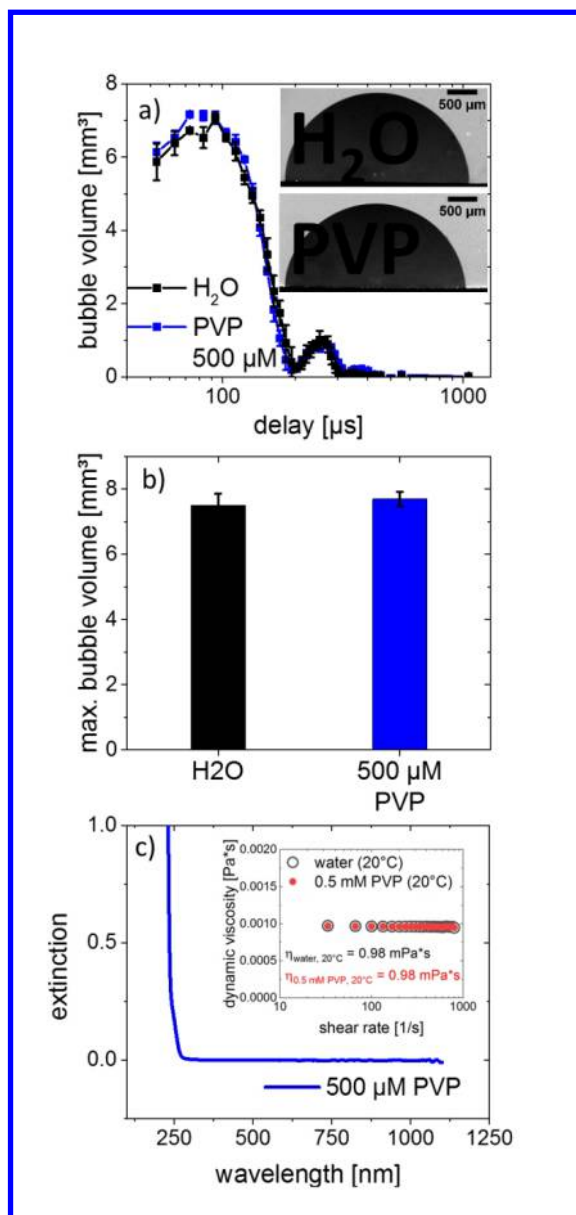 a)
bubble volume [mm³]
8
6
4
2
0
H₂O
500 µm
PVP
500 µm
H₂O
PVP
500 µM
100
1000
delay [µs]
b)
max. bubble volume [mm³]
8
6
4
2
0
H2O
500 µM
PVP
c)
extinction
1.0
0.5
0.0
dynamic viscosity [Pa*s]
0.0020
0.0015
0.0010
0.0005
0.0000
water (20°C)
0.5 mM PVP (20°C)
ηwater, 20°C = 0.98 mPa*s
η0.5 mM PVP, 20°C = 0.98 mPa*s
10
100
1000
shear rate [1/s]
500 µM PVP
250
500
750
1000
1250
wavelength [nm]